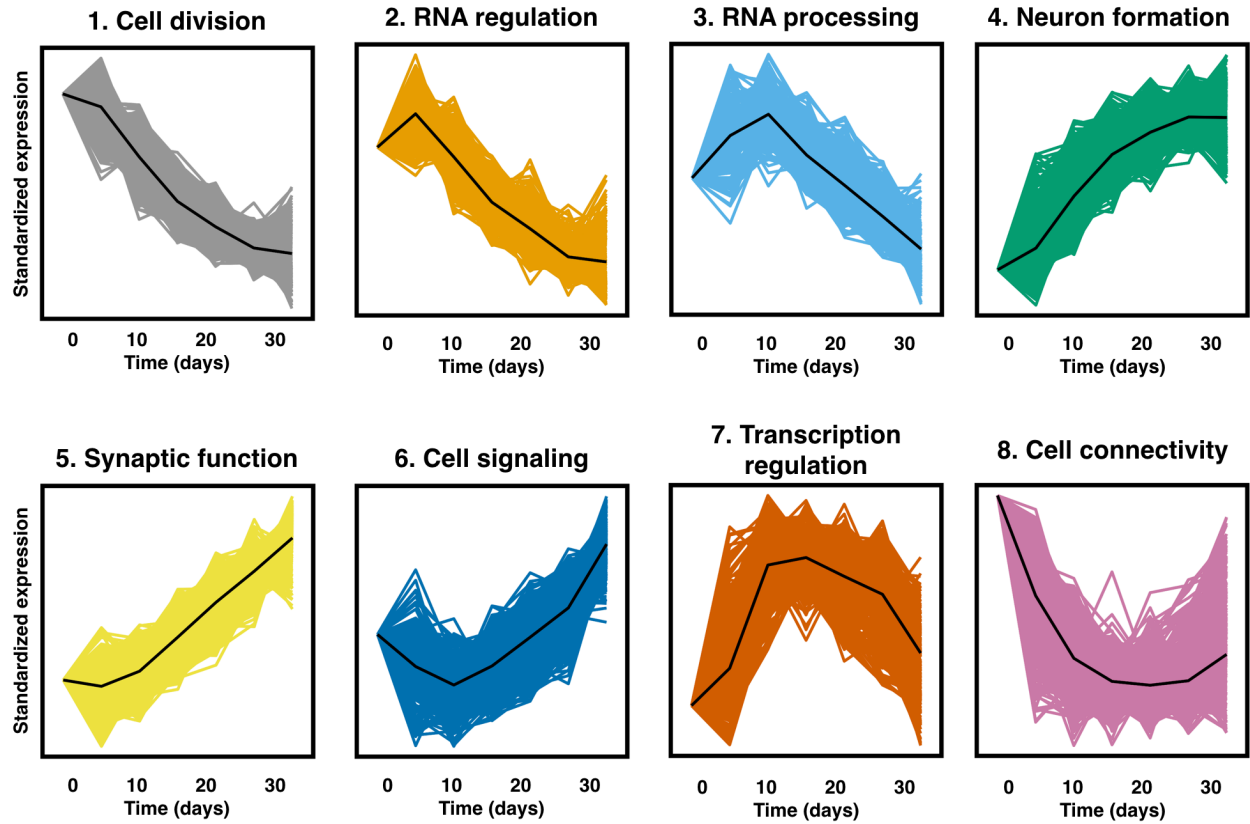 1. Cell division
2. RNA regulation
3. RNA processing
4. Neuron formation
Standardized expression
0 10 20 30
0 10 20 30
0 10 20 30
0 10 20 30
Time (days)
Time (days)
Time (days)
Time (days)
5. Synaptic function
6. Cell signaling
7. Transcription
regulation
8. Cell connectivity
Standardized expression
0 10 20 30
0 10 20 30
0 10 20 30
0 10 20 30
Time (days)
Time (days)
Time (days)
Time (days)